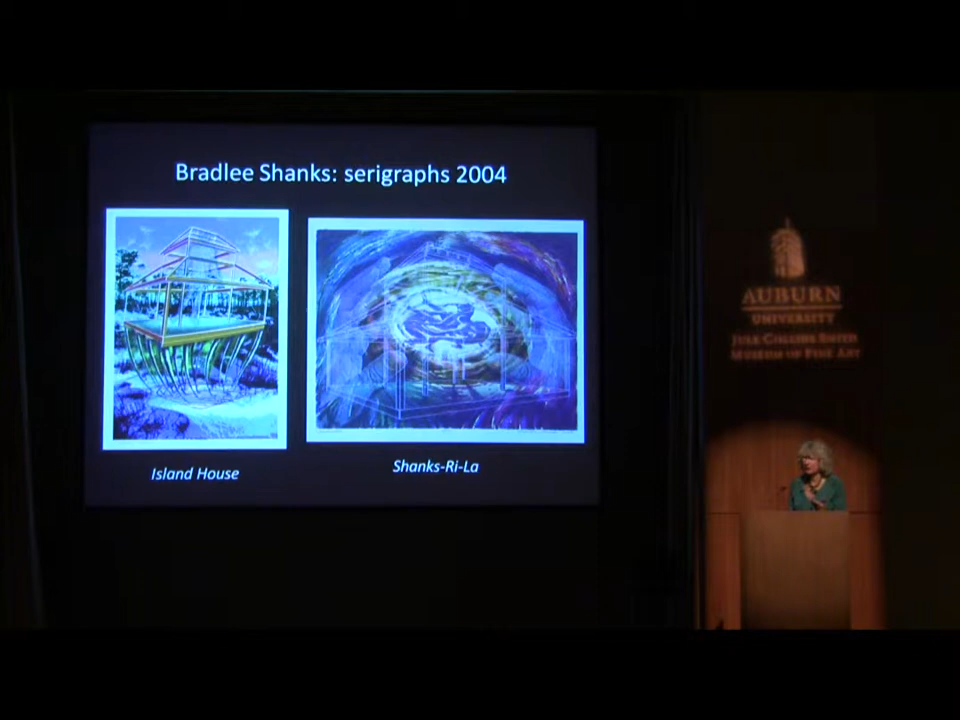 Bradlee Shanks: serigraphs 2004
Island House
Shanks-Ri-La
AUBURN
UNIVERSITY
JULE COLLINS SMITH
MUSEUM OF FINE ART